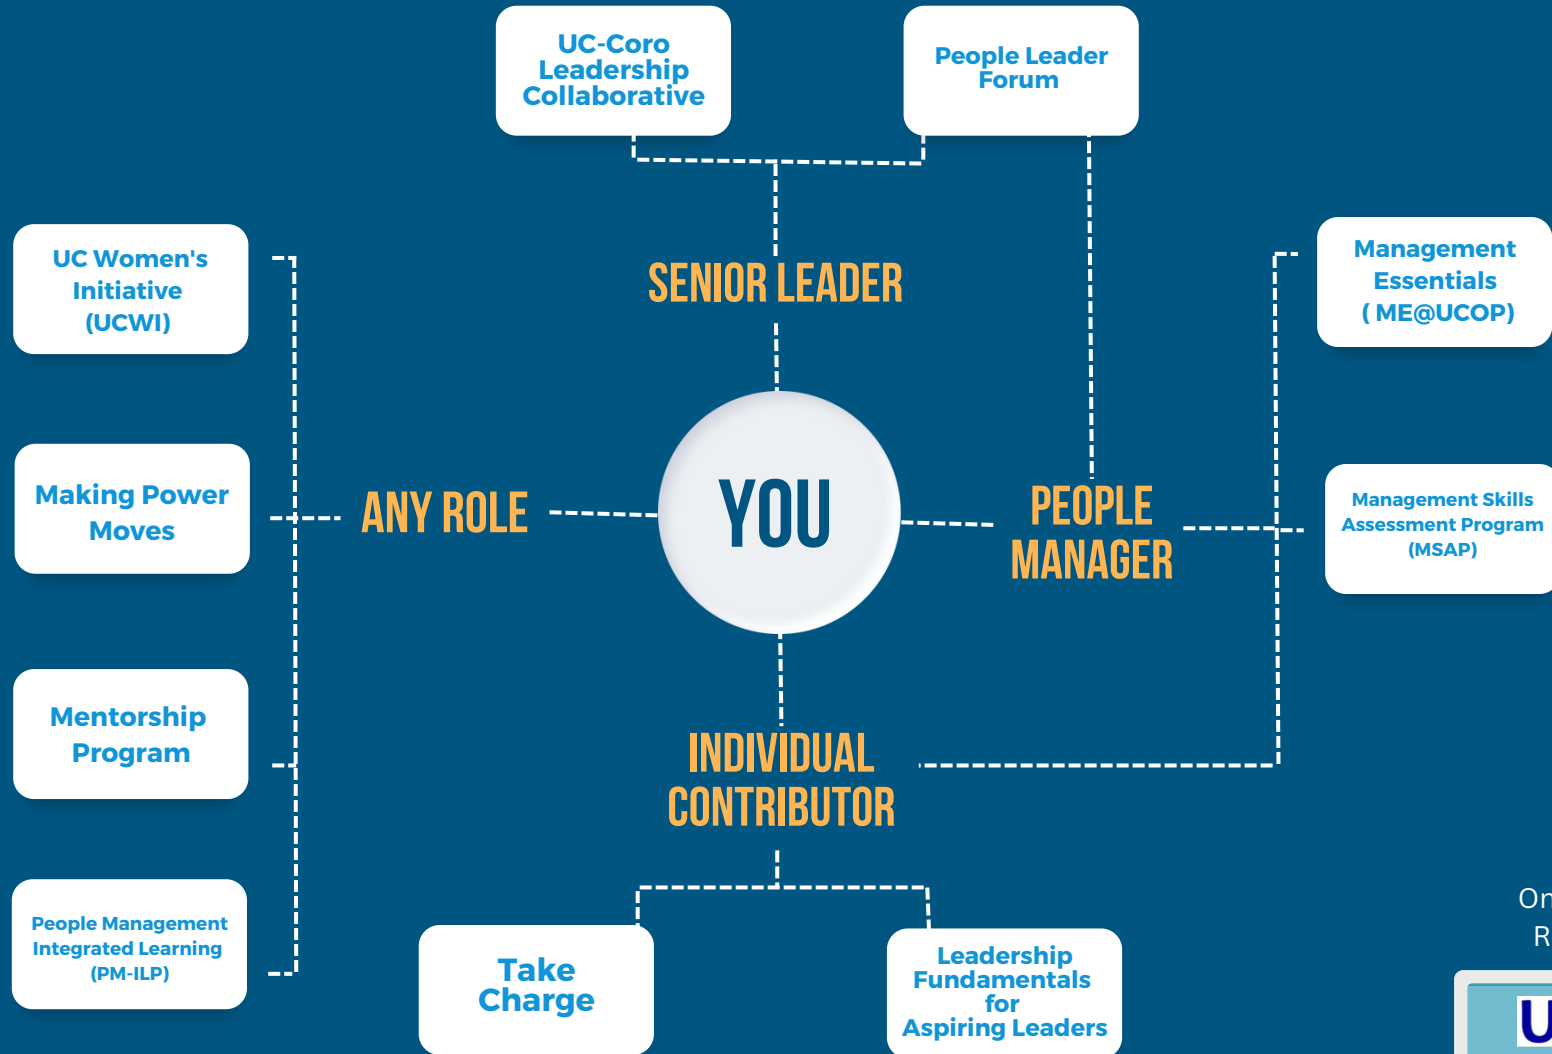 UC-Coro
Leadership
Collaborative
People Leader
Forum
UC Women's
Initiative
(UCWI)
SENIOR LEADER
Management
Essentials
( ME@UCOP)
Making Power
Moves
ANY ROLE
YOU
PEOPLE
MANAGER
Management Skills
Assessment Program
(MSAP)
Mentorship
Program
INDIVIDUAL
CONTRIBUTOR
People Management
Integrated Learning
(PM-ILP)
Take
Charge
Leadership
Fundamentals
for
Aspiring Leaders